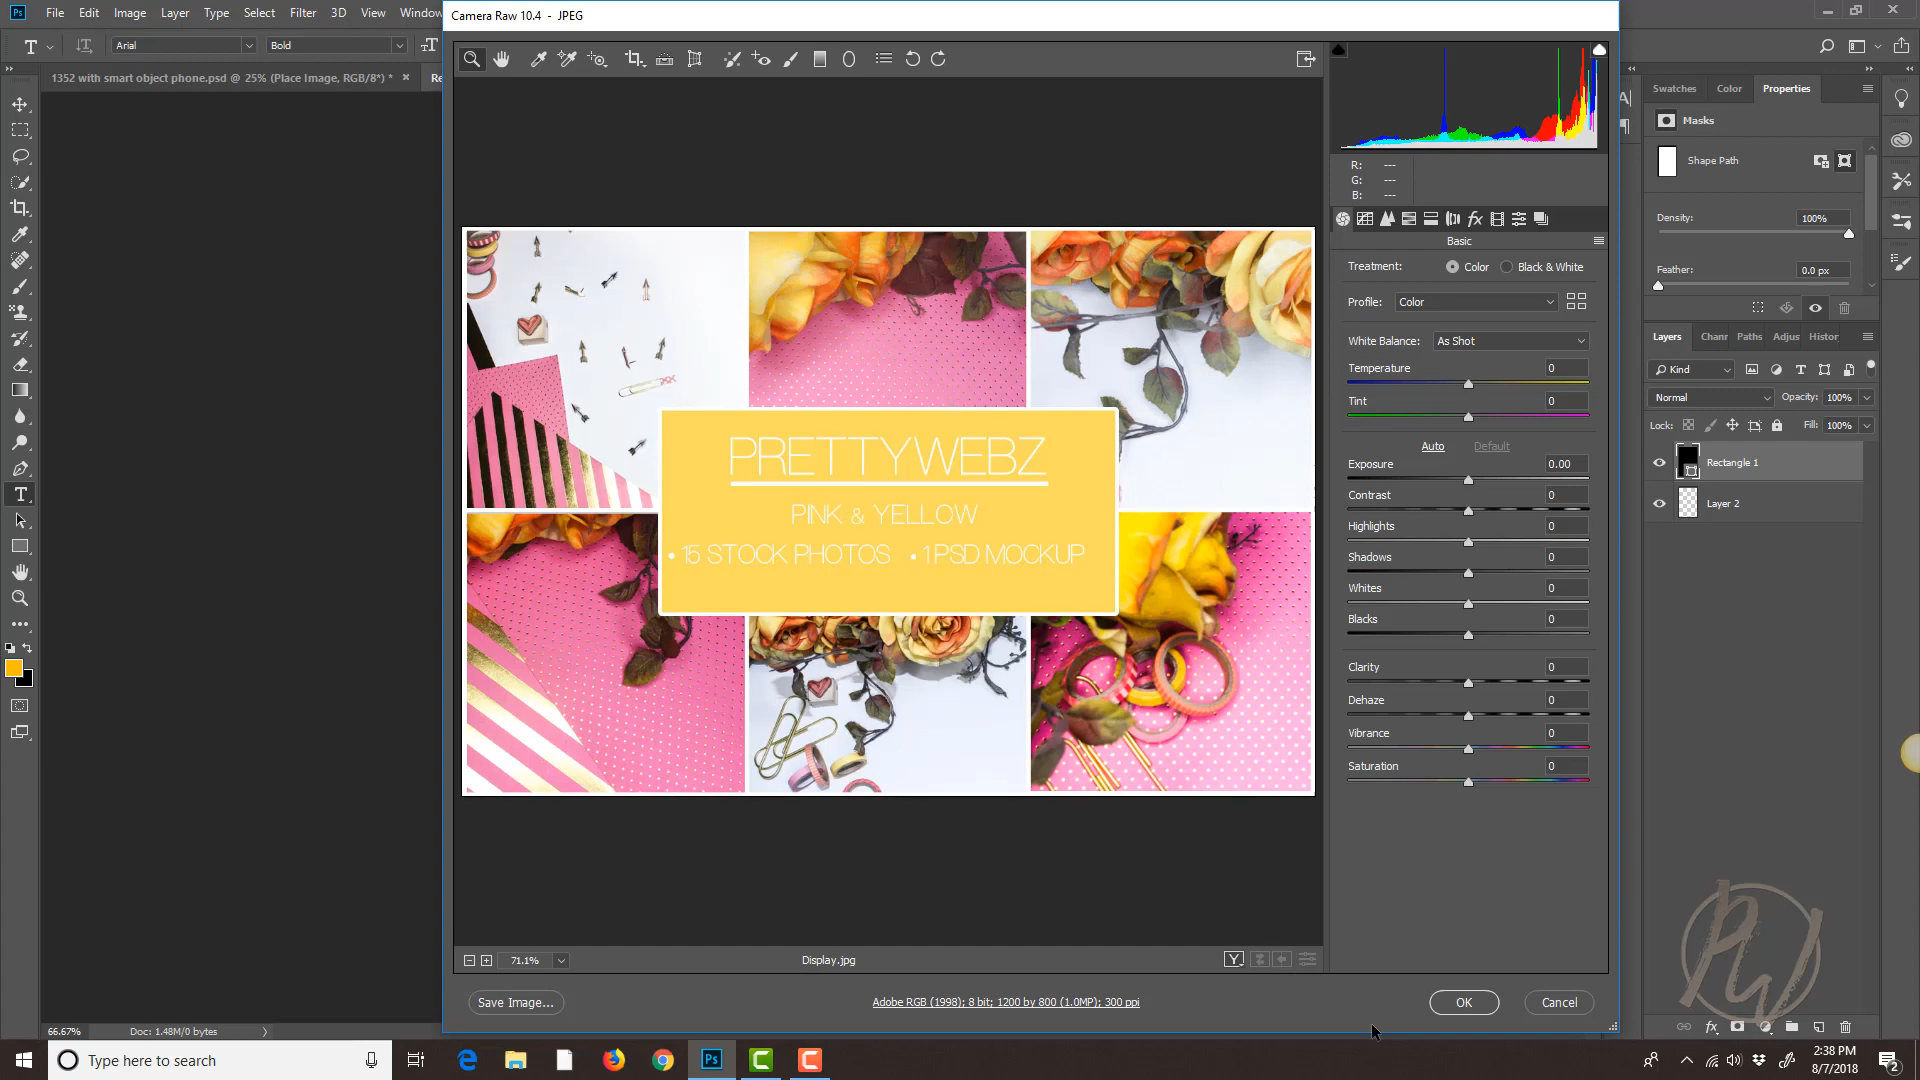 Ps File Edit Image Layer Type Select Filter 3D View Window
Camera Raw 10.4 - JPEG
T Arial Bold
1352 with smart object phone.psd @ 25% (Place Image, RGB/8*) * × Re
R: ---
G: ---
B: ---
Basic
Treatment: Color Black & White
Profile: Color
White Balance: As Shot
Temperature 0
Tint 0
Auto Default
Exposure 0.00
Contrast 0
Highlights 0
Shadows 0
Whites 0
Blacks 0
Clarity 0
Dehaze 0
Vibrance 0
Saturation 0
PRETTYWEBZ
PINK & YELLOW
• 15 STOCK PHOTOS • 1 PSD MOCKUP
71.1% Display.jpg
Save Image... Adobe RGB (1998); 8 bit; 1200 by 800 (1.0MP); 300 ppi OK Cancel
Swatches Color Properties
Masks
Shape Path
Density: 100%
Feather: 0.0 px
Layers Chanr Paths Adjus Histor
Kind
Normal Opacity: 100%
Lock: Fill: 100%
Rectangle 1
Layer 2
PW
66.67% Doc: 1.48M/0 bytes
Type here to search
2:38 PM
8/7/2018
2